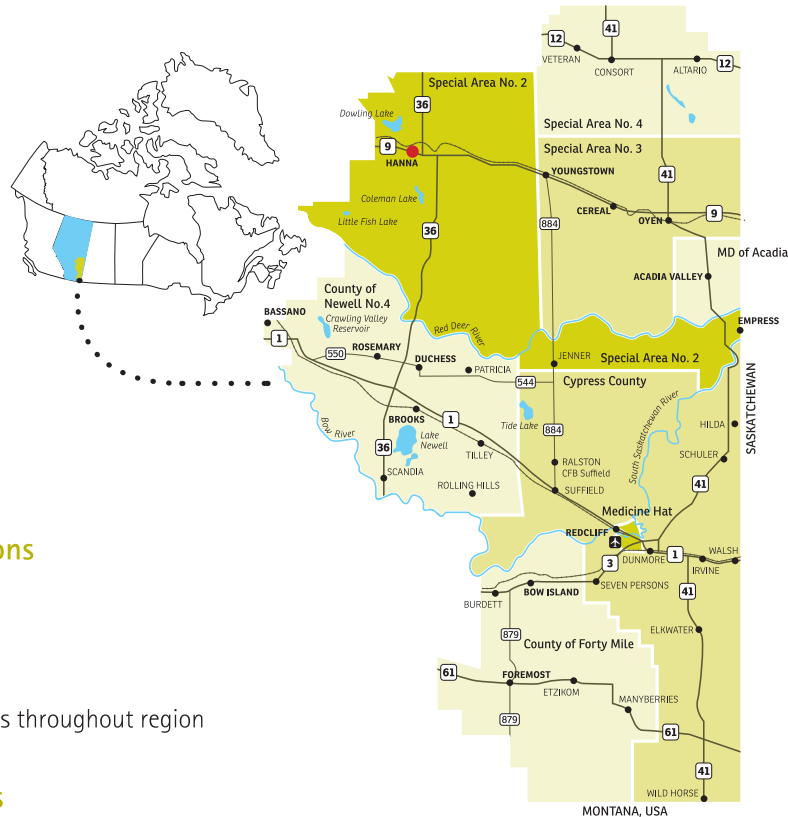 41
12
VETERAN
CONSORT
ALTARIO
12
Special Area No. 2
36
Dowling Lake
Special Area No. 4
9
HANNA
Special Area No. 3
YOUNGSTOWN
41
Coleman Lake
CEREAL
9
Little Fish Lake
36
884
OYEN
MD of Acadia
ACADIA VALLEY
County of
Newell No.4
BASSANO
Crawling Valley
Reservoir
Red Deer
River
EMPRESS
1
550
ROSEMARY
DUCHESS
PATRICIA
JENNER
Special Area No. 2
544
Cypress County
SASKATCHEWAN
BROOKS
1
Tide Lake
South Saskatchewan River
Bow River
36
Lake
Newell
884
HILDA
TILLEY
SCHULER
SCANDIA
RALSTON
CFB Suffield
ROLLING HILLS
SUFFIELD
41
Medicine Hat
REDCLIFF
ons
DUNMORE
1
WALSH
3
IRVINE
SEVEN PERSONS
BOW ISLAND
41
BURDETT
879
ELKWATER
County of Forty Mile
61
FOREMOST
ETZIKOM
MANYBERRIES
s throughout region
879
61
41
s
WILD HORSE
MONTANA, USA